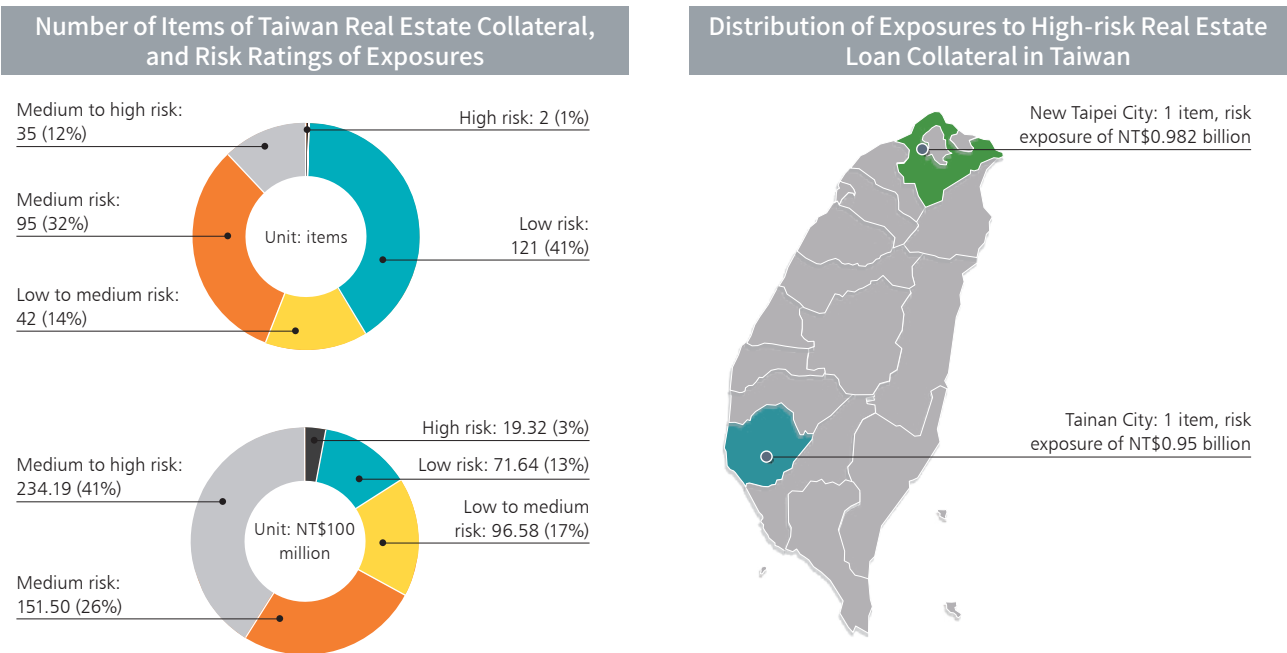 Number of Items of Taiwan Real Estate Collateral,
and Risk Ratings of Exposures
Medium to high risk:
35 (12%)
High risk: 2 (1%)
Medium risk:
95 (32%)
Unit: items
Low risk:
121 (41%)
Low to medium risk:
42 (14%)
High risk: 19.32 (3%)
Medium to high risk:
234.19 (41%)
Low risk: 71.64 (13%)
Low to medium
risk: 96.58 (17%)
Unit: NT$100
million
Medium risk:
151.50 (26%)
Distribution of Exposures to High-risk Real Estate
Loan Collateral in Taiwan
New Taipei City: 1 item, risk
exposure of NT$0.982 billion
Tainan City: 1 item, risk
exposure of NT$0.95 billion